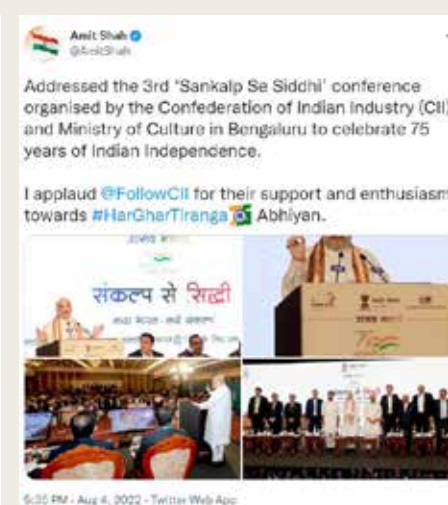 Amit Shah
@AmitShah
Addressed the 3rd "Sankalp Se Siddhi' conference
organised by the Confederation of Indian Industry (CII)
and Ministry of Culture in Bengaluru to celebrate 75
years of Indian Independence.
I applaud @FollowCII for their support and enthusiasm
towards #HarGharTiranga Abhiyan.
संकल्प से सिद्धी
5:35 PM - Aug 4, 2022 - Twitter Web App